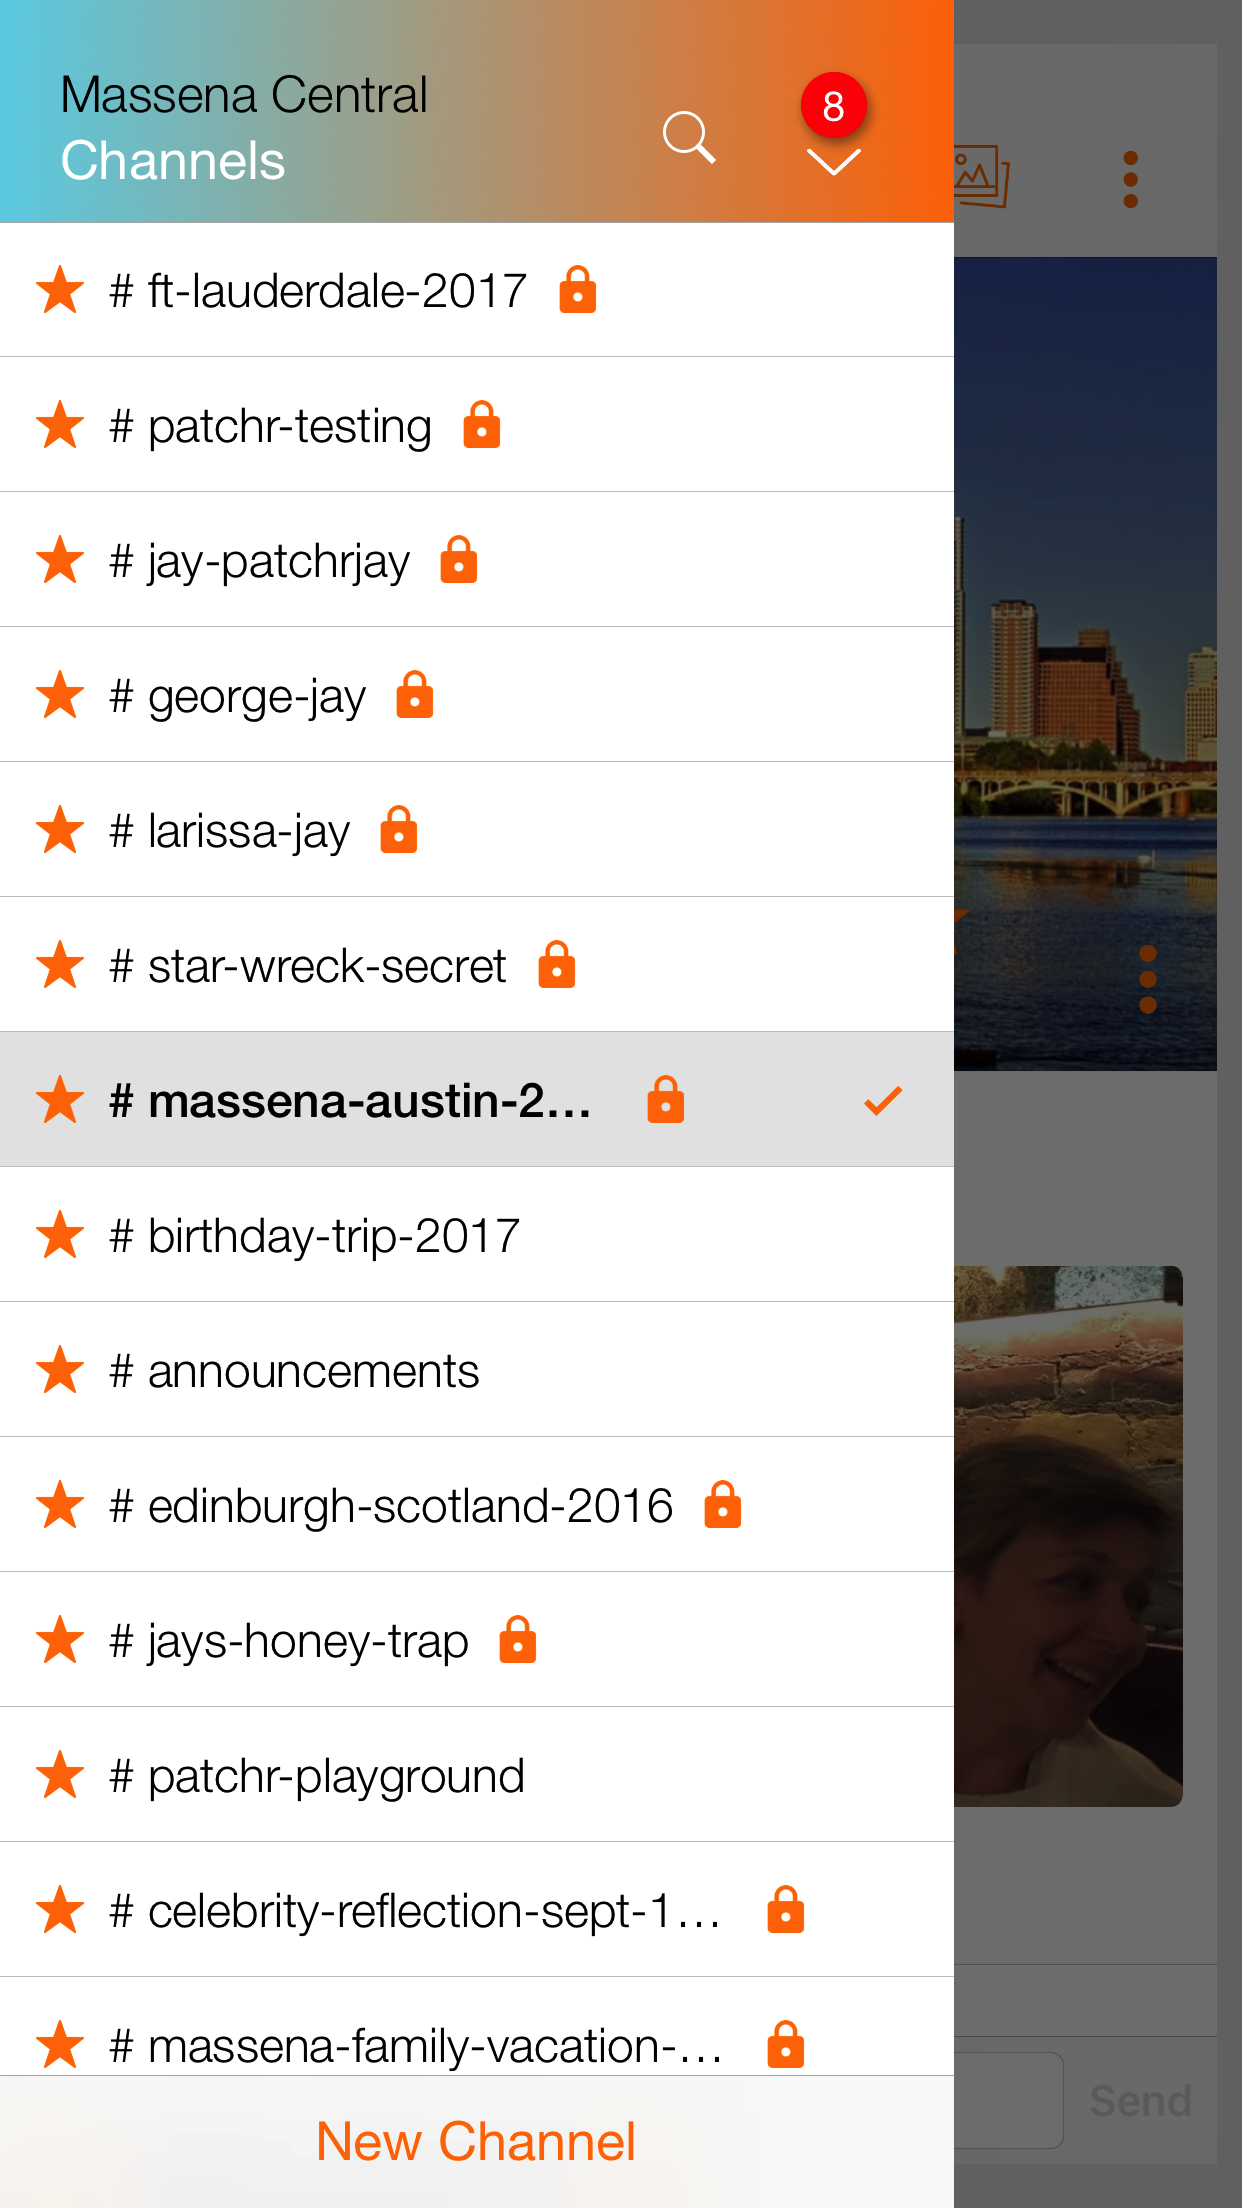 Massena Central
Channels
8
# ft-lauderdale-2017
# patchr-testing
# jay-patchrjay
# george-jay
# larissa-jay
# star-wreck-secret
# massena-austin-2...
# birthday-trip-2017
# announcements
# edinburgh-scotland-2016
# jays-honey-trap
# patchr-playground
# celebrity-reflection-sept-1...
# massena-family-vacation-...
Send
New Channel